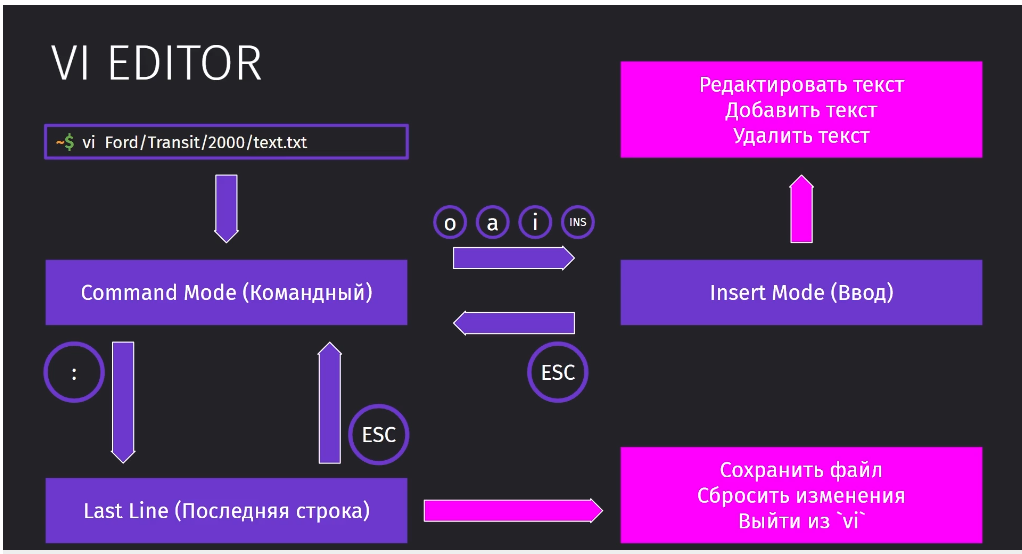 VI EDITOR
~$ vi Ford/Transit/2000/text.txt
Редактировать текст
Добавить текст
Удалить текст
o a i INS
Command Mode (Командный)
Insert Mode (Ввод)
:
ESC
ESC
Last Line (Последняя строка)
Сохранить файл
Сбросить изменения
Выйти из `vi`